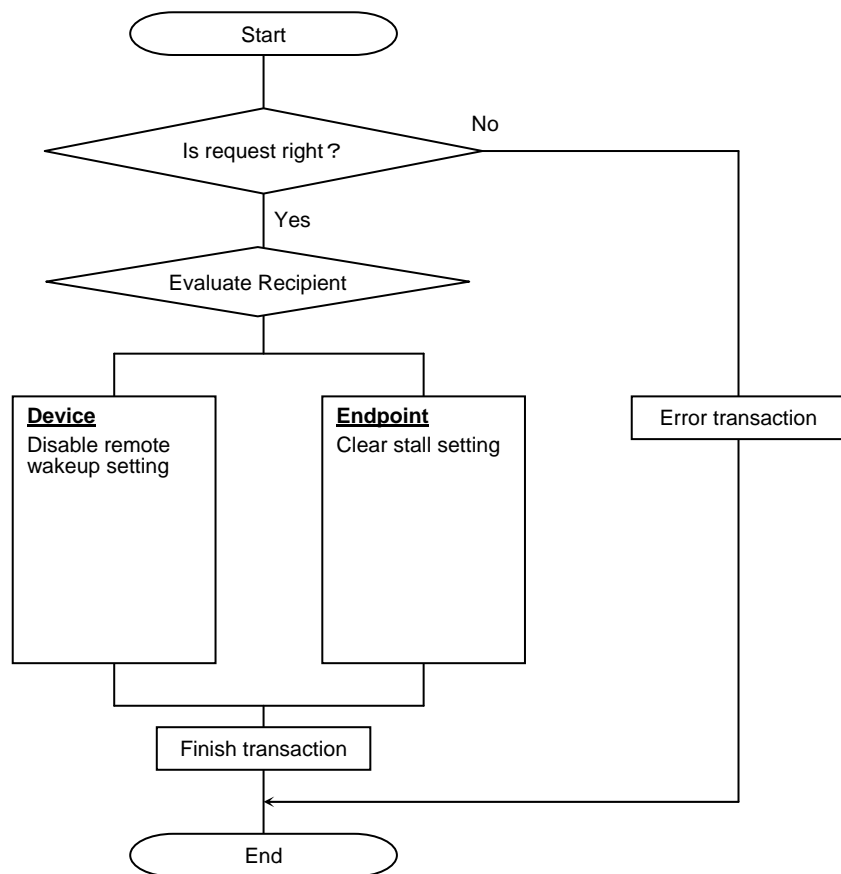 Start
Is request right？
No
Yes
Evaluate Recipient
Device
Disable remote
wakeup setting
Endpoint
Clear stall setting
Error transaction
Finish transaction
End